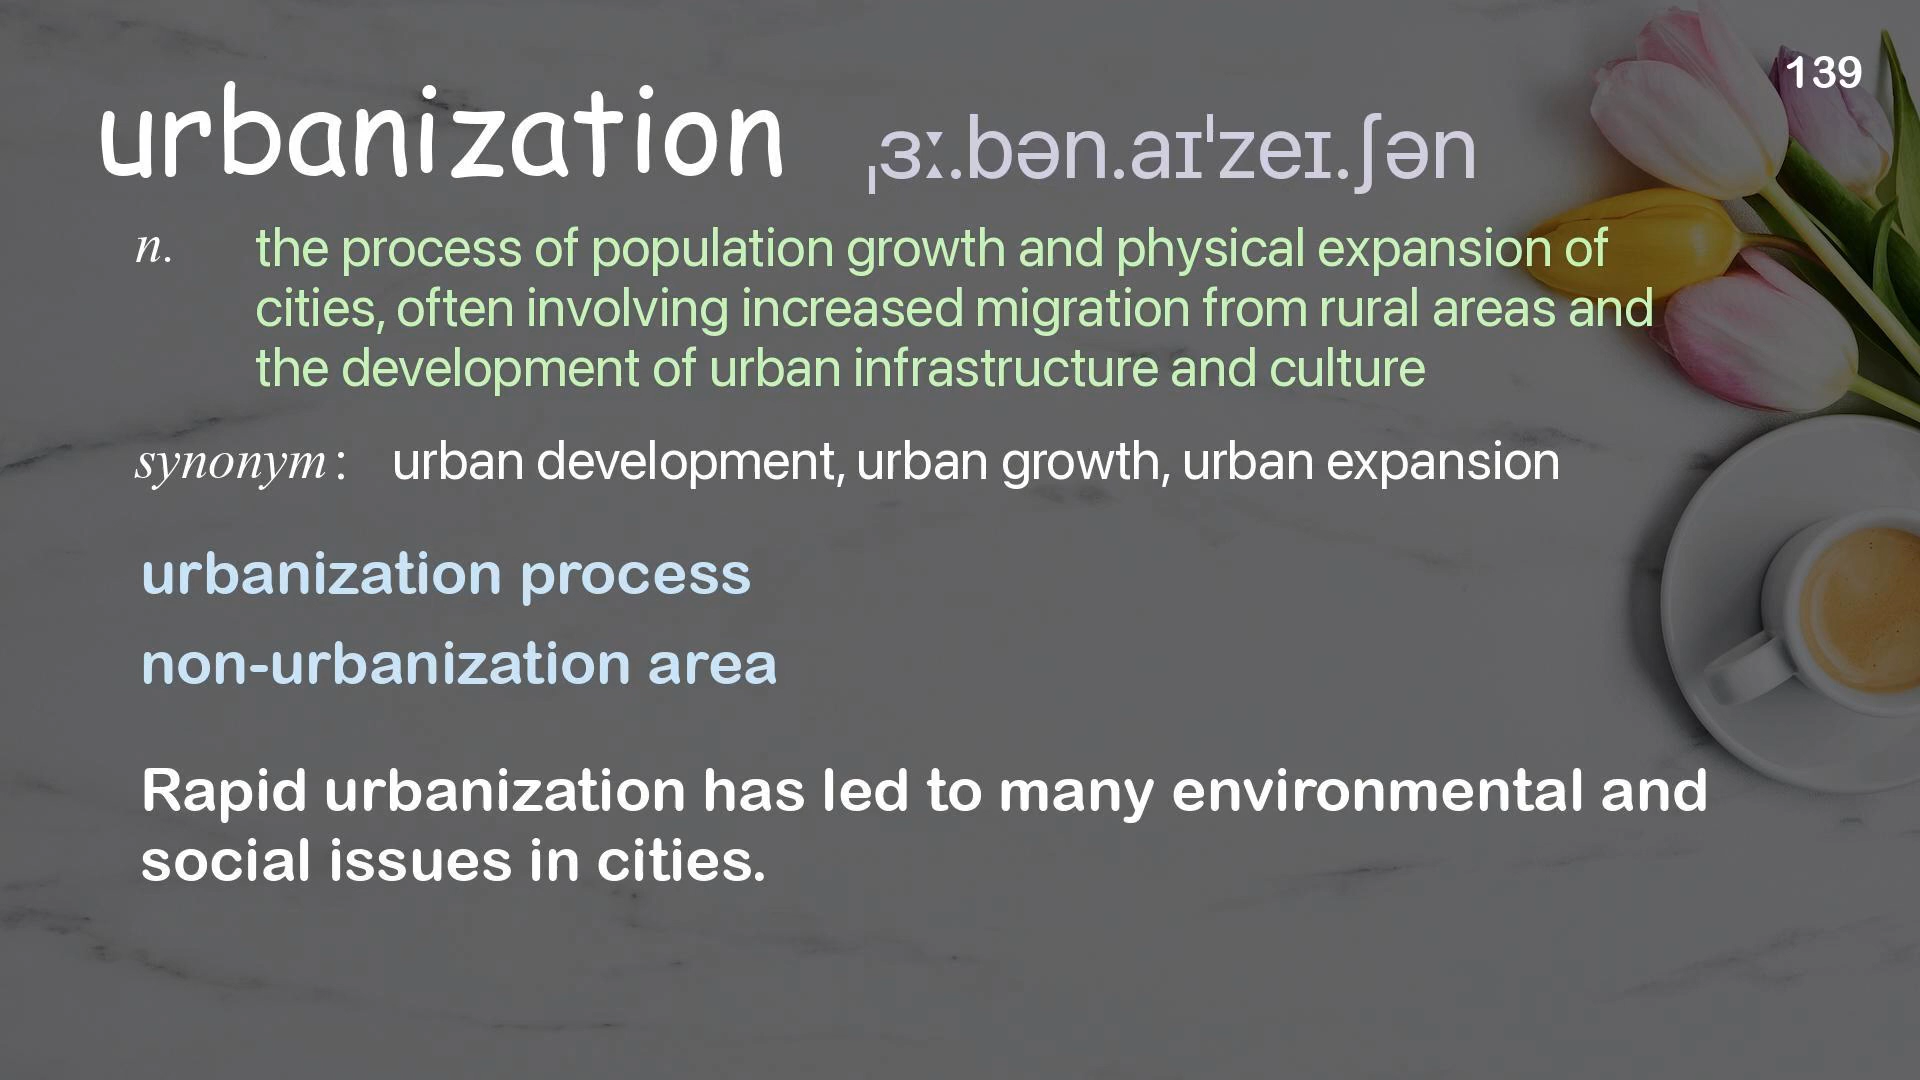 139
urbanization ˌɜː.bən.aɪˈzeɪ.ʃən
n. the process of population growth and physical expansion of
cities, often involving increased migration from rural areas and
the development of urban infrastructure and culture
synonym: urban development, urban growth, urban expansion
urbanization process
non-urbanization area
Rapid urbanization has led to many environmental and
social issues in cities.